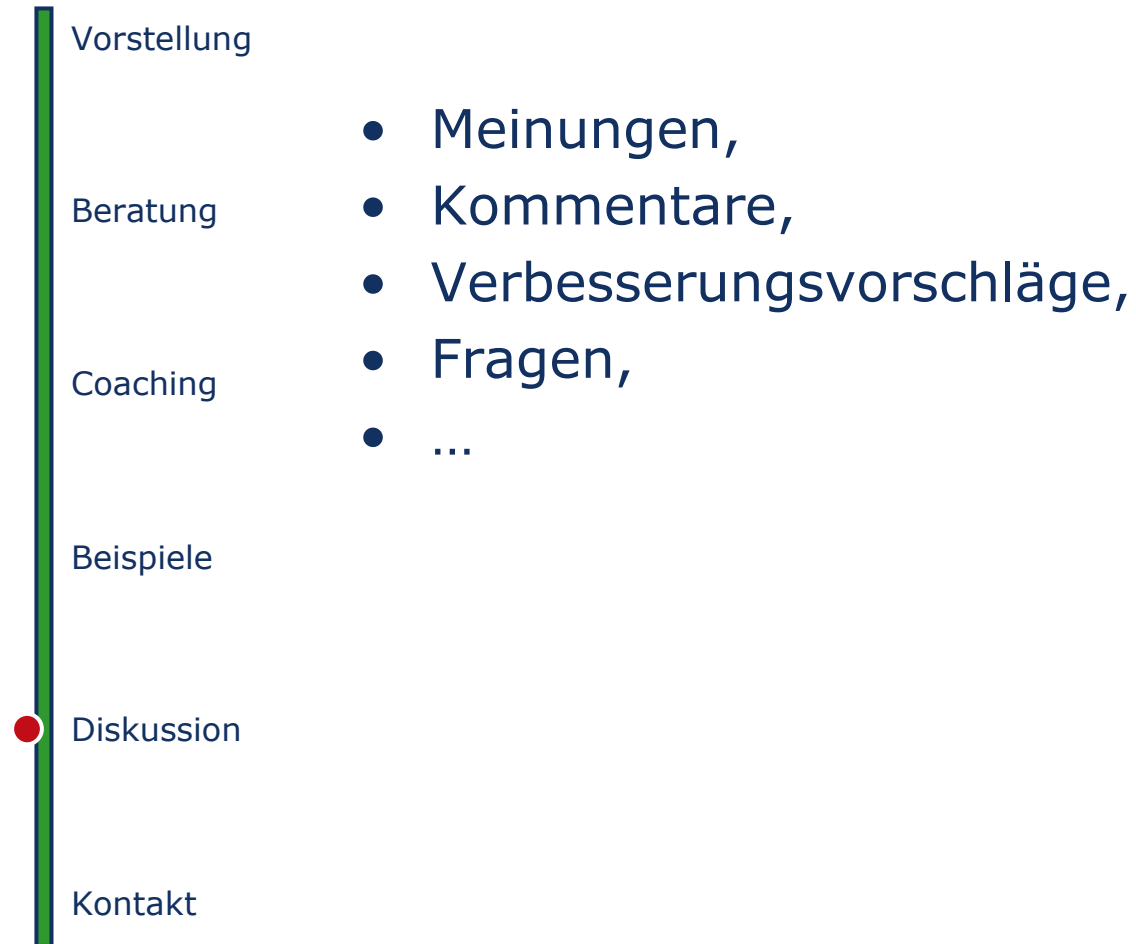 Vorstellung
Beratung
Coaching
Beispiele
Diskussion
Kontakt
• Meinungen,
• Kommentare,
• Verbesserungsvorschläge,
• Fragen,
• …